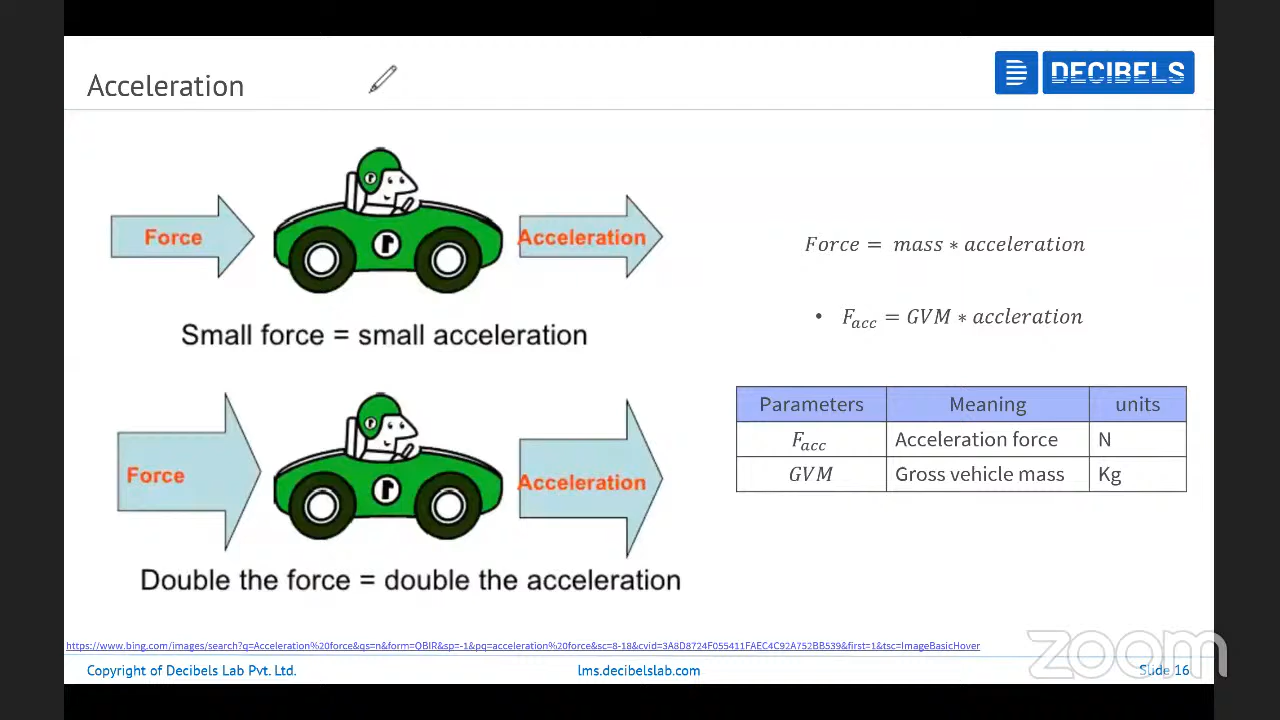 Acceleration
DECIBELS
Force
Acceleration
Small force = small acceleration
Force
Acceleration
Double the force = double the acceleration
Force = mass ∗ acceleration
• F_acc = GVM ∗ accleration
Parameters Meaning units
F_acc Acceleration force N
GVM Gross vehicle mass Kg
https://www.bing.com/images/search?q=Acceleration%20force&qs=n&form=QBIR&sp=-1&pq=acceleration%20force&sc=8-18&cvid=3A8D8724F055411FAEC4C92A752BB539&first=1&tsc=ImageBasicHover
Copyright of Decibels Lab Pvt. Ltd. lms.decibelslab.com Slide 16
zoom